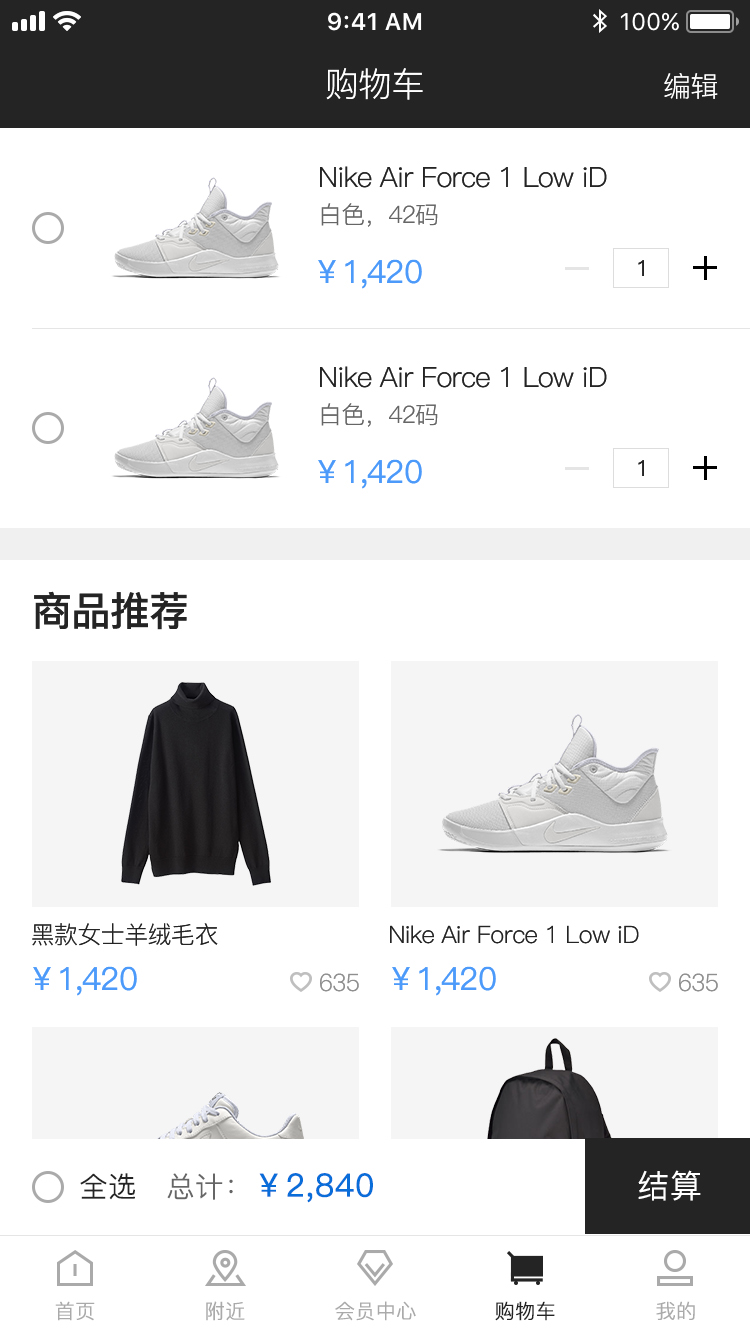 9:41 AM 100%
购物车 编辑
Nike Air Force 1 Low iD
白色，42码
¥ 1,420 1
Nike Air Force 1 Low iD
白色，42码
¥ 1,420 1
商品推荐
黑款女士羊绒毛衣 Nike Air Force 1 Low iD
¥ 1,420 635 ¥ 1,420 635
全选 总计： ¥ 2,840 结算
首页 附近 会员中心 购物车 我的